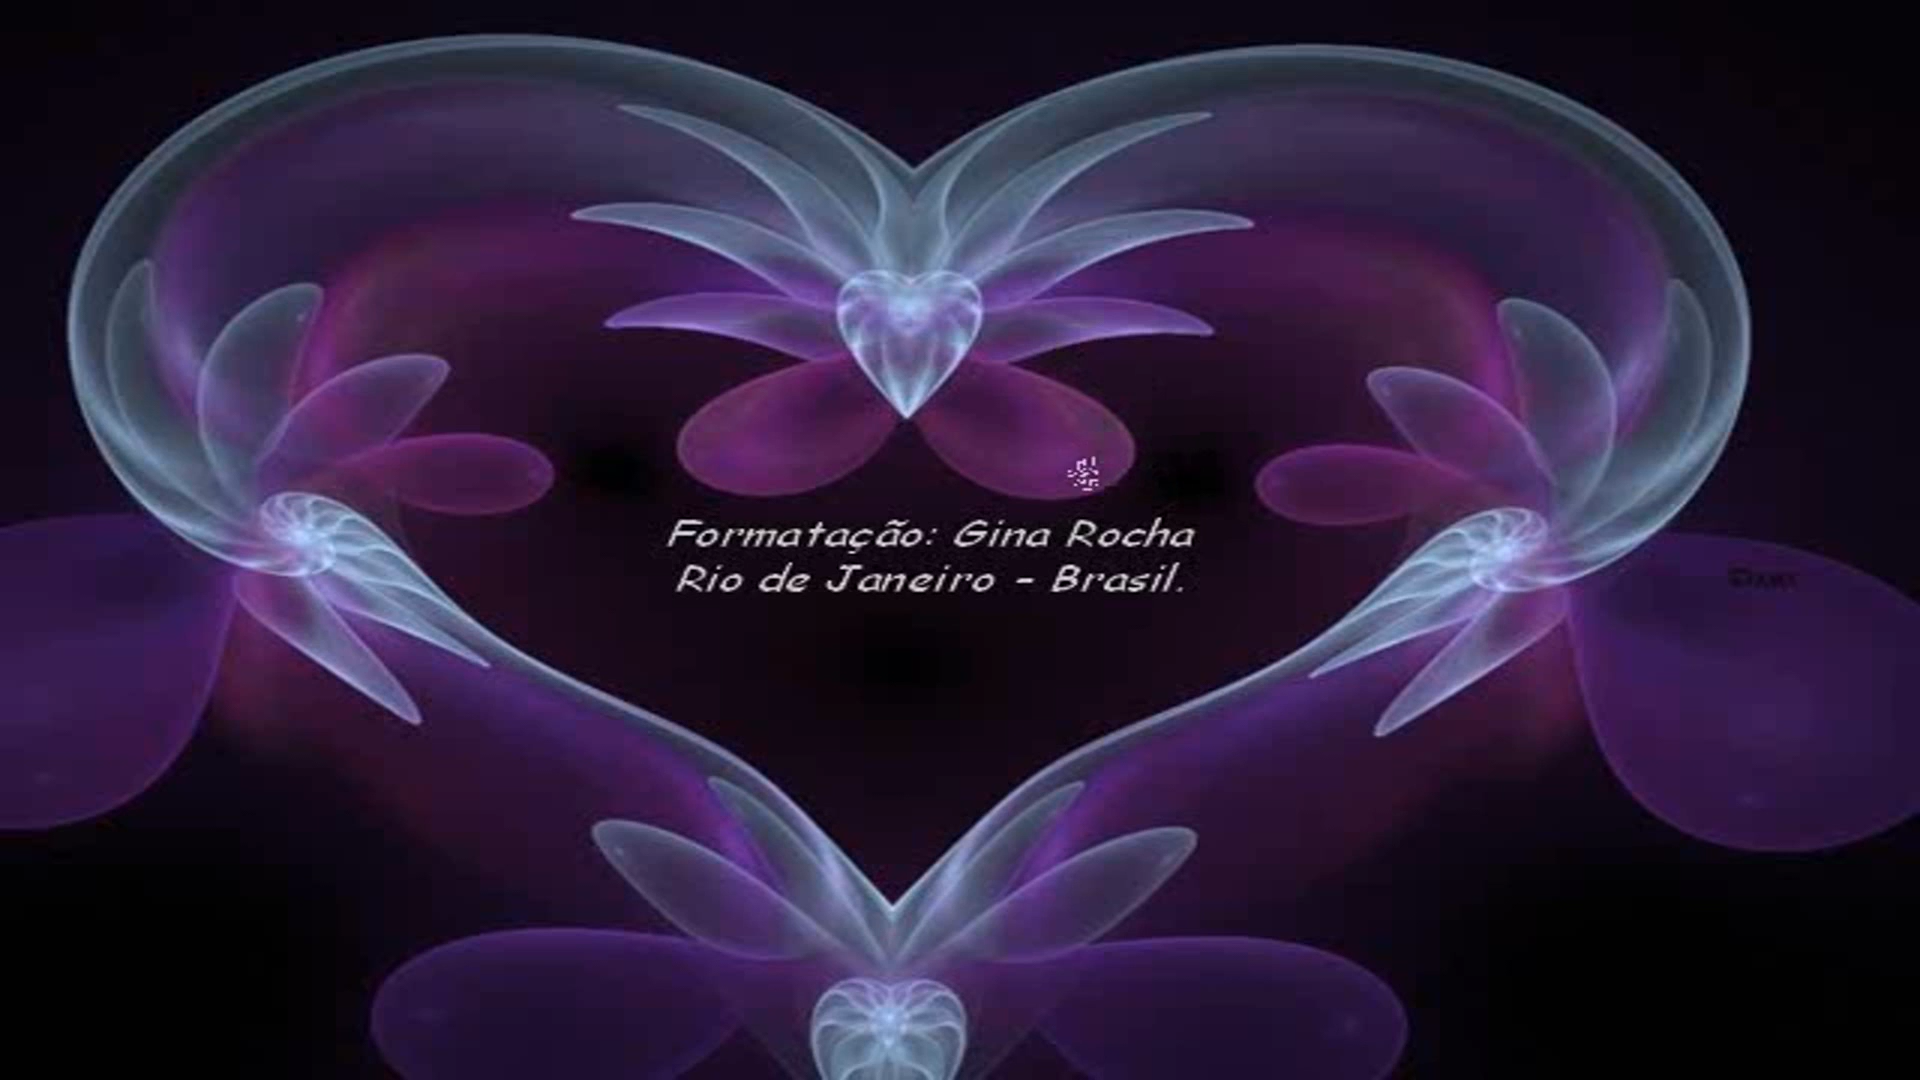 Formatação: Gina Rocha
Rio de Janeiro - Brasil.